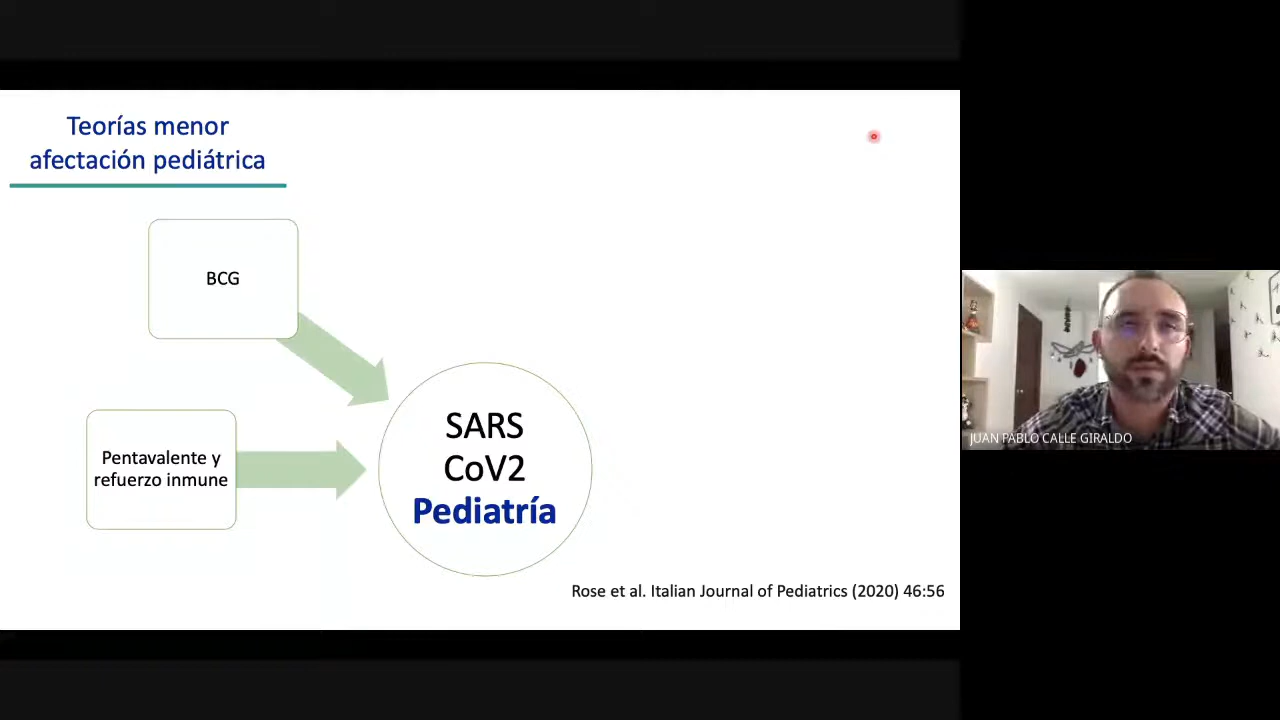 Teorías menor
afectación pediátrica
BCG
Pentavalente y
refuerzo inmune
SARS
CoV2
Pediatría
Rose et al. Italian Journal of Pediatrics (2020) 46:56
JUAN PABLO CALLE GIRALDO